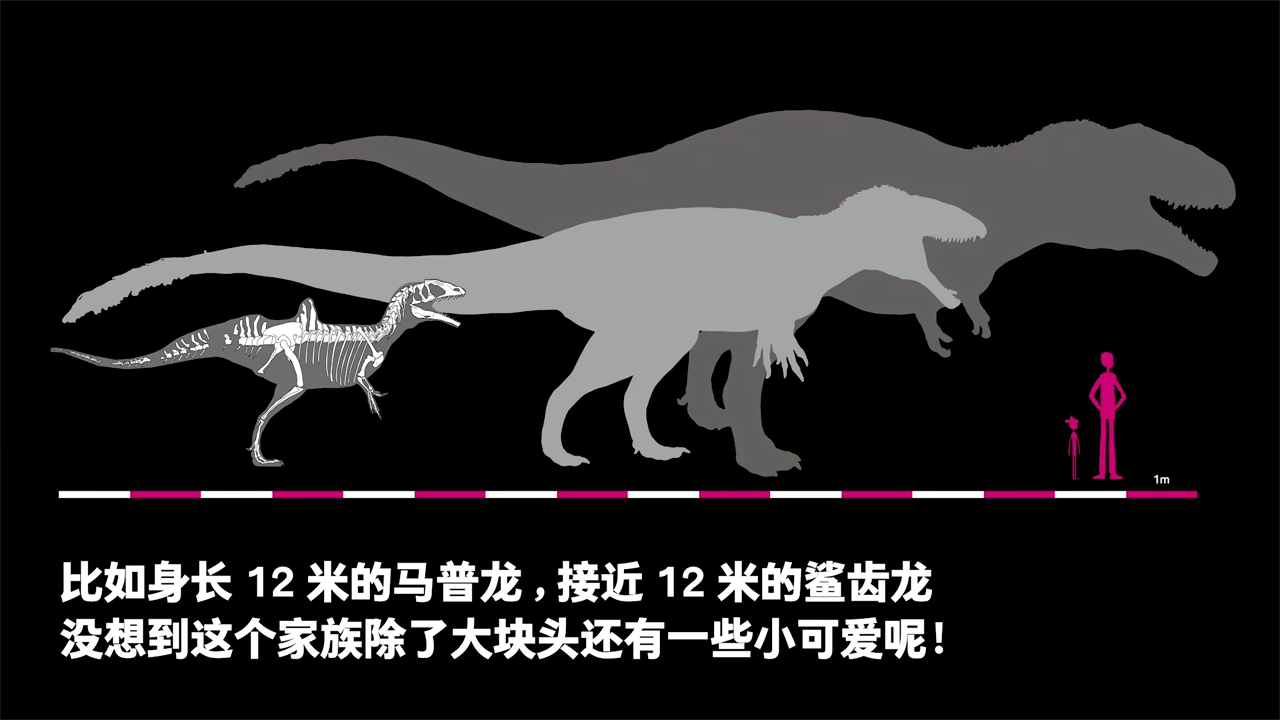 1m
比如身长 12 米的马普龙，接近 12 米的鲨齿龙
没想到这个家族除了大块头还有一些小可爱呢！